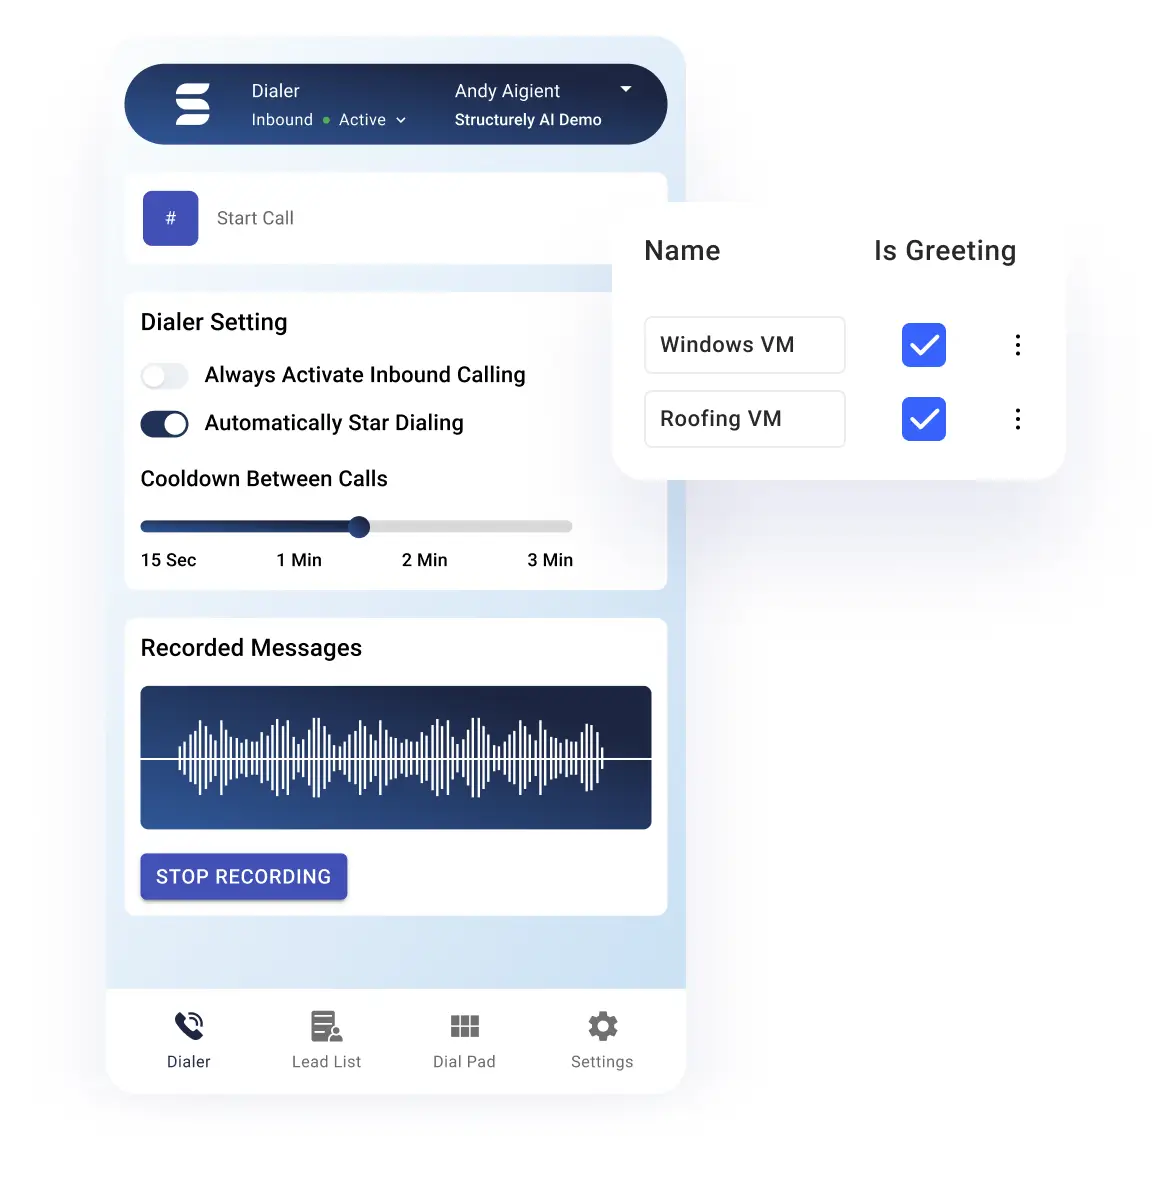 Dialer
Inbound • Active
Andy Aigient
Structurely AI Demo
# Start Call
Name Is Greeting
Windows VM
Roofing VM
Dialer Setting
Always Activate Inbound Calling
Automatically Star Dialing
Cooldown Between Calls
15 Sec 1 Min 2 Min 3 Min
Recorded Messages
STOP RECORDING
Dialer Lead List Dial Pad Settings